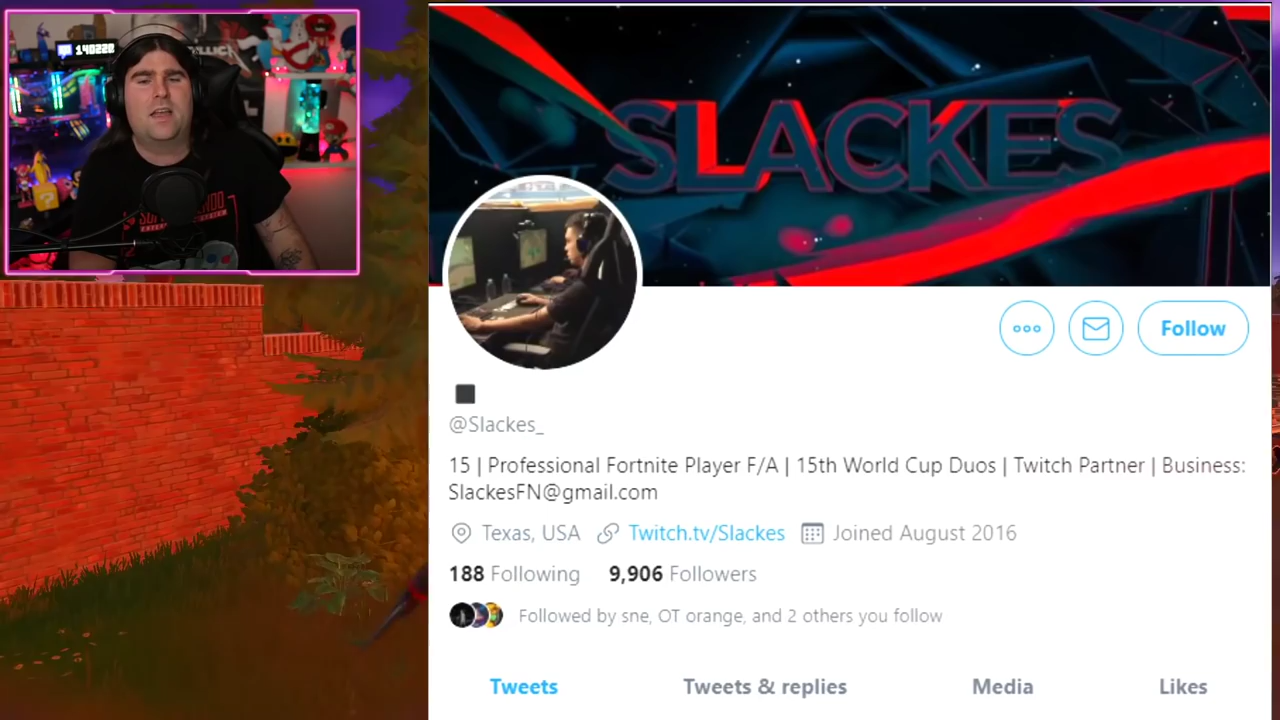 140228
SLACKES
Follow
@Slackes_
15 | Professional Fortnite Player F/A | 15th World Cup Duos | Twitch Partner | Business:
SlackesFN@gmail.com
Texas, USA Twitch.tv/Slackes Joined August 2016
188 Following 9,906 Followers
Followed by sne, OT orange, and 2 others you follow
Tweets Tweets & replies Media Likes